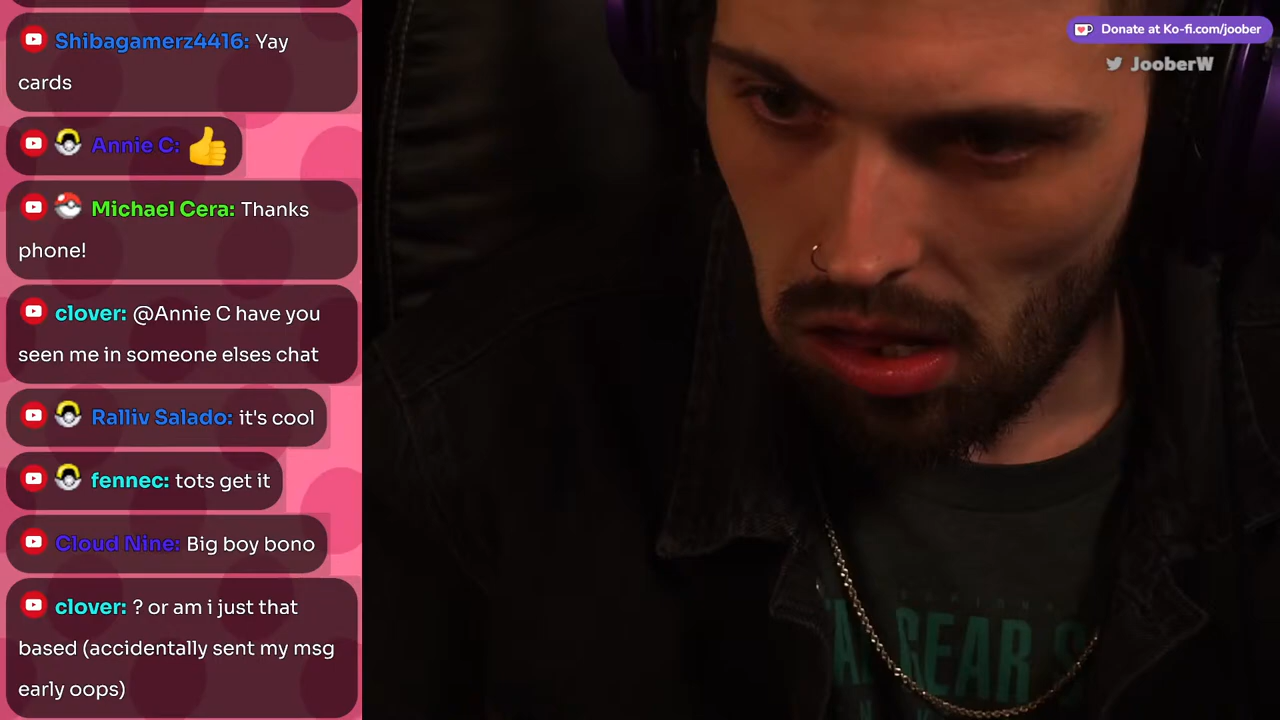 Shibagamerz4416: Yay
cards
Annie C: 👍
Michael Cera: Thanks
phone!
clover: @Annie C have you
seen me in someone elses chat
Ralliv Salado: it's cool
fennec: tots get it
Cloud Nine: Big boy bono
clover: ? or am i just that
based (accidentally sent my msg
early oops)
Donate at Ko-fi.com/joober
JooberW
GEAR